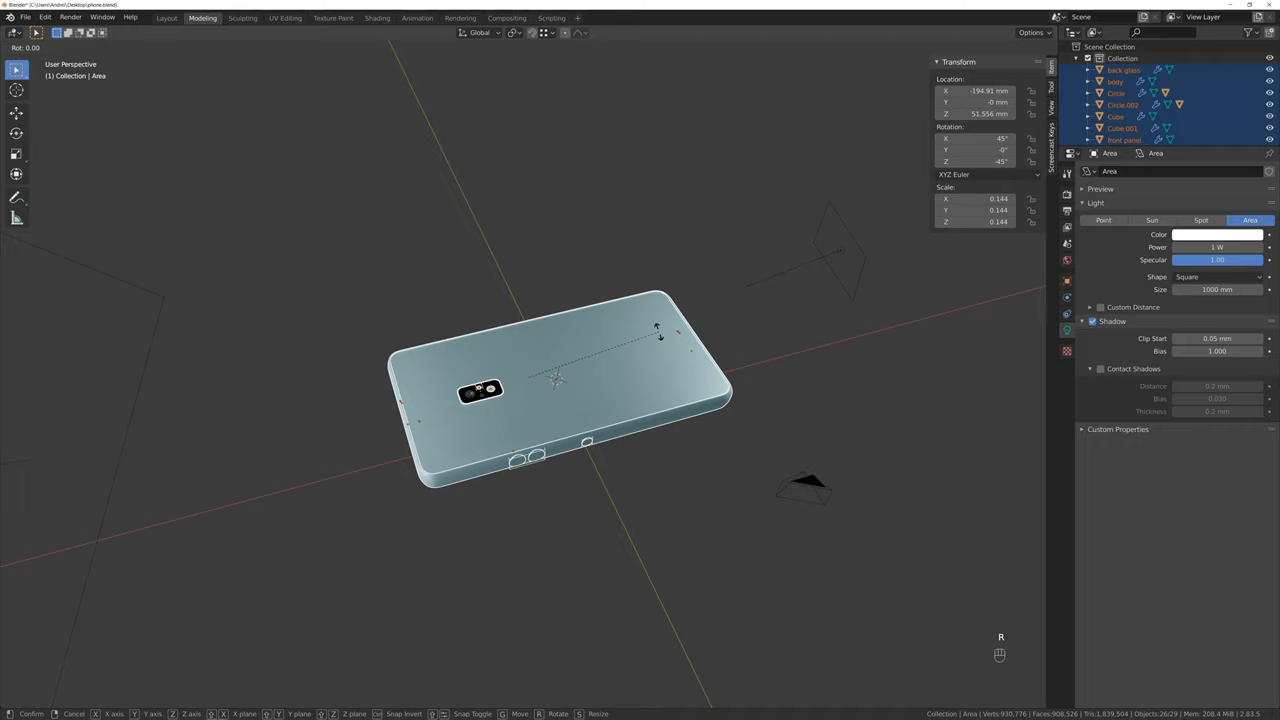 Blender* [C:\Users\Andrei\Desktop\phone.blend]
File Edit Render Window Help Layout Modeling Sculpting UV Editing Texture Paint Shading Animation Rendering Compositing Scripting Scene View Layer
Global Options
Rot: 0.00
User Perspective
(1) Collection | Area
Transform
Location:
X -194.91 mm
Y -0 mm
Z 51.556 mm
Rotation:
X 45°
Y -0°
Z -45°
XYZ Euler
Scale:
X 0.144
Y 0.144
Z 0.144
Item
Tool
View
Screencast Keys
Scene Collection
Collection
back glass
body
Circle
Circle.002
Cube
Cube.001
front panel
Area Area
Area
Preview
Light
Point Sun Spot Area
Color
Power 1 W
Specular 1.00
Shape Square
Size 1000 mm
Custom Distance
Shadow
Clip Start 0.05 mm
Bias 1.000
Contact Shadows
Distance 0.2 mm
Bias 0.030
Thickness 0.2 mm
Custom Properties
R
Confirm Cancel X X axis Y Y axis Z Z axis X X plane Y Y plane Z Z plane Snap Invert Snap Toggle G Move R Rotate S Resize Collection | Area | Verts:930,776 | Faces:908,526 | Tris:1,839,504 | Objects:26/29 | Mem: 208.4 MiB | 2.83.5